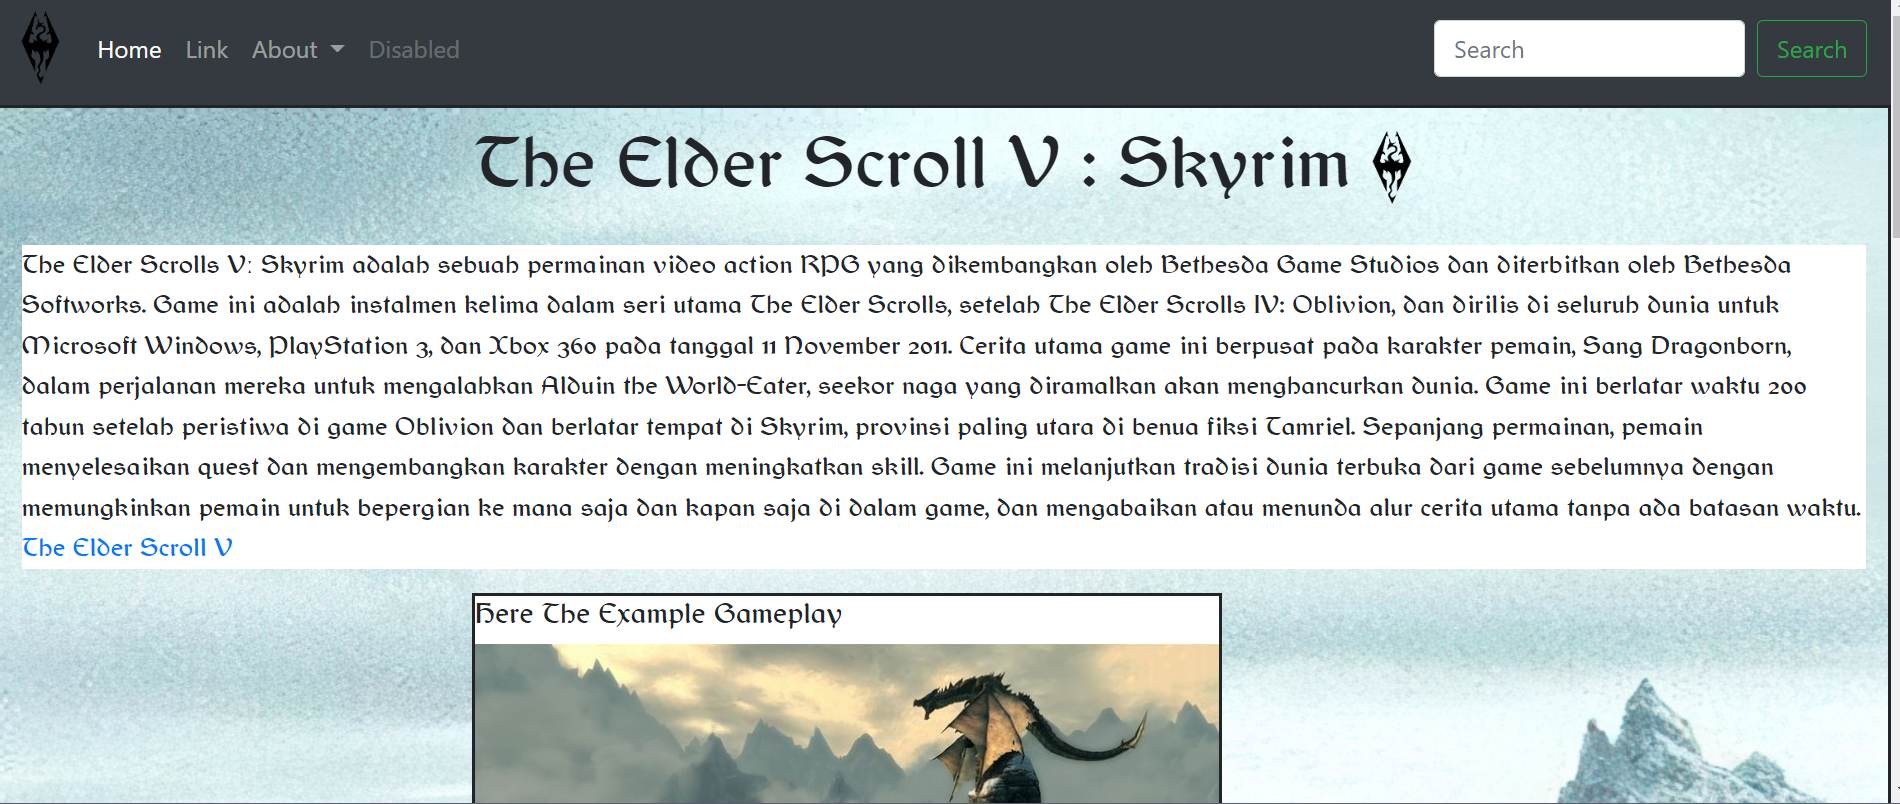 Home Link About Disabled Search Search
The Elder Scroll V : Skyrim
The Elder Scrolls V: Skyrim adalah sebuah permainan video action RPG yang dikembangkan oleh Bethesda Game Studios dan diterbitkan oleh Bethesda
Softworks. Game ini adalah instalmen kelima dalam seri utama The Elder Scrolls, setelah The Elder Scrolls IV: Oblivion, dan dirilis di seluruh dunia untuk
Microsoft Windows, PlayStation 3, dan Xbox 360 pada tanggal 11 November 2011. Cerita utama game ini berpusat pada karakter pemain, Sang Dragonborn,
dalam perjalanan mereka untuk mengalahkan Alduin the World-Eater, seekor naga yang diramalkan akan menghancurkan dunia. Game ini berlatar waktu 200
tahun setelah peristiwa di game Oblivion dan berlatar tempat di Skyrim, provinsi paling utara di benua fiksi Tamriel. Sepanjang permainan, pemain
menyelesaikan quest dan mengembangkan karakter dengan meningkatkan skill. Game ini melanjutkan tradisi dunia terbuka dari game sebelumnya dengan
memungkinkan pemain untuk bepergian ke mana saja dan kapan saja di dalam game, dan mengabaikan atau menunda alur cerita utama tanpa ada batasan waktu.
The Elder Scroll V
Here The Example Gameplay